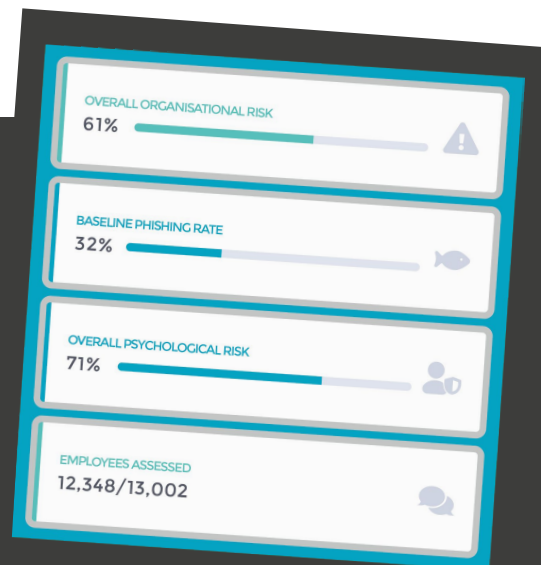 OVERALL ORGANISATIONAL RISK
61%
BASELINE PHISHING RATE
32%
OVERALL PSYCHOLOGICAL RISK
71%
EMPLOYEES ASSESSED
12,348/13,002